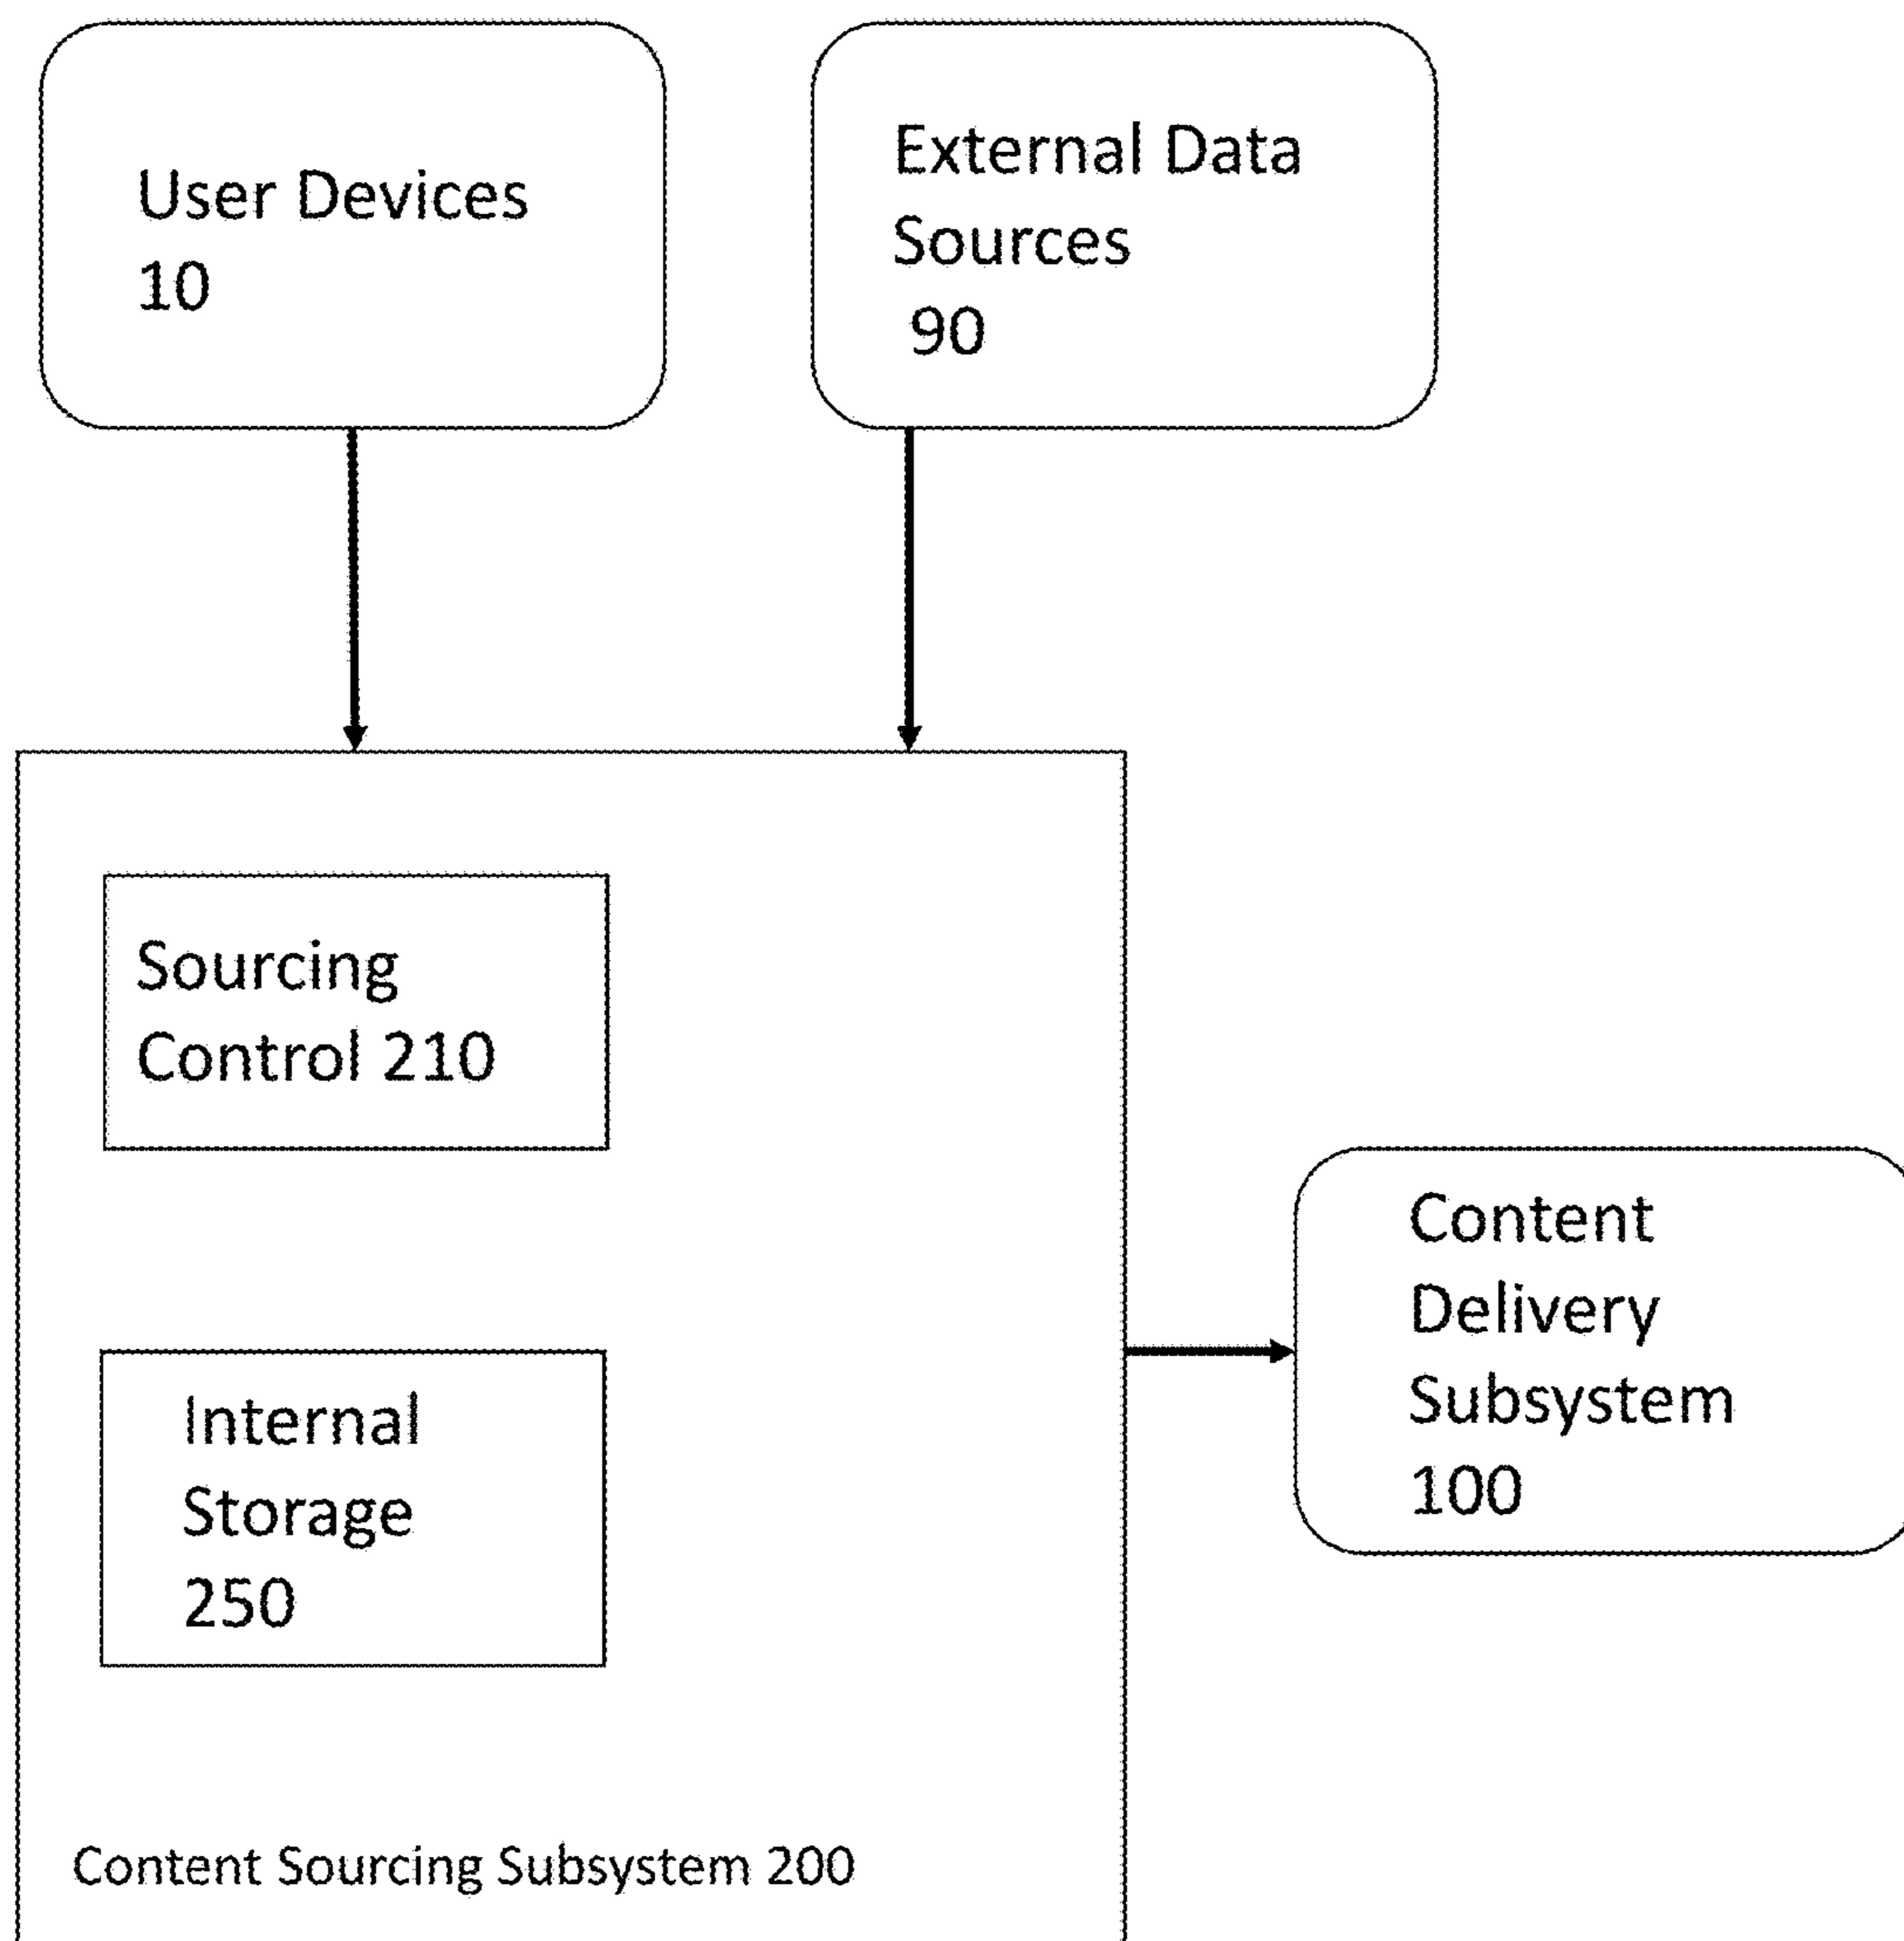 User Devices
10
External Data
Sources
90
Sourcing
Control 210
Internal
Storage
250
Content Sourcing Subsystem 200
Content
Delivery
Subsystem
100